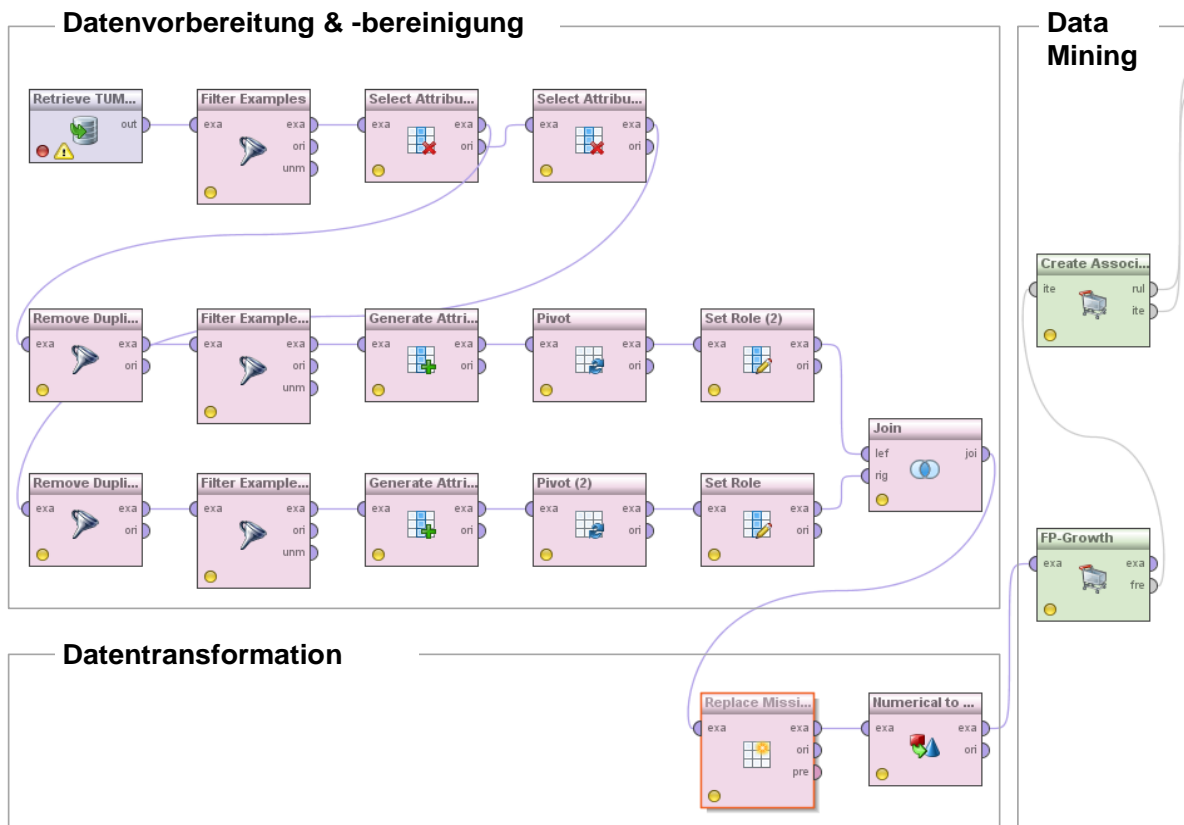 Datenvorbereitung & -bereinigung
Data
Mining
Retrieve TUM...
out
Filter Examples
exa exa
ori
unm
Select Attribu...
exa exa
ori
Select Attribu...
exa exa
ori
Remove Dupli...
exa exa
ori
Filter Example...
exa exa
ori
unm
Generate Attri...
exa exa
ori
Pivot
exa exa
ori
Set Role (2)
exa exa
ori
Join
lef joi
rig
Remove Dupli...
exa exa
ori
Filter Example...
exa exa
ori
unm
Generate Attri...
exa exa
ori
Pivot (2)
exa exa
ori
Set Role
exa exa
ori
Create Associ...
ite rul
ite
FP-Growth
exa exa
fre
Datentransformation
Replace Missi...
exa exa
ori
pre
Numerical to ...
exa exa
ori